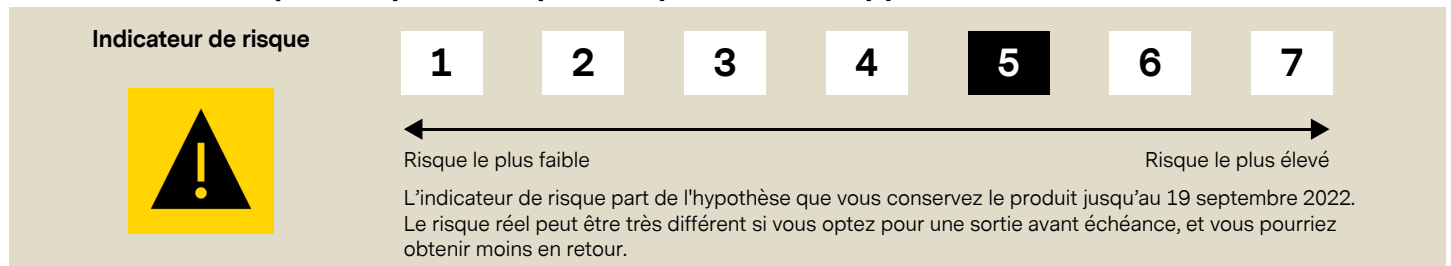 Indicateur de risque
1 2 3 4 5 6 7
Risque le plus faible
Risque le plus élevé
L’indicateur de risque part de l'hypothèse que vous conservez le produit jusqu’au 19 septembre 2022.
Le risque réel peut être très différent si vous optez pour une sortie avant échéance, et vous pourriez
obtenir moins en retour.